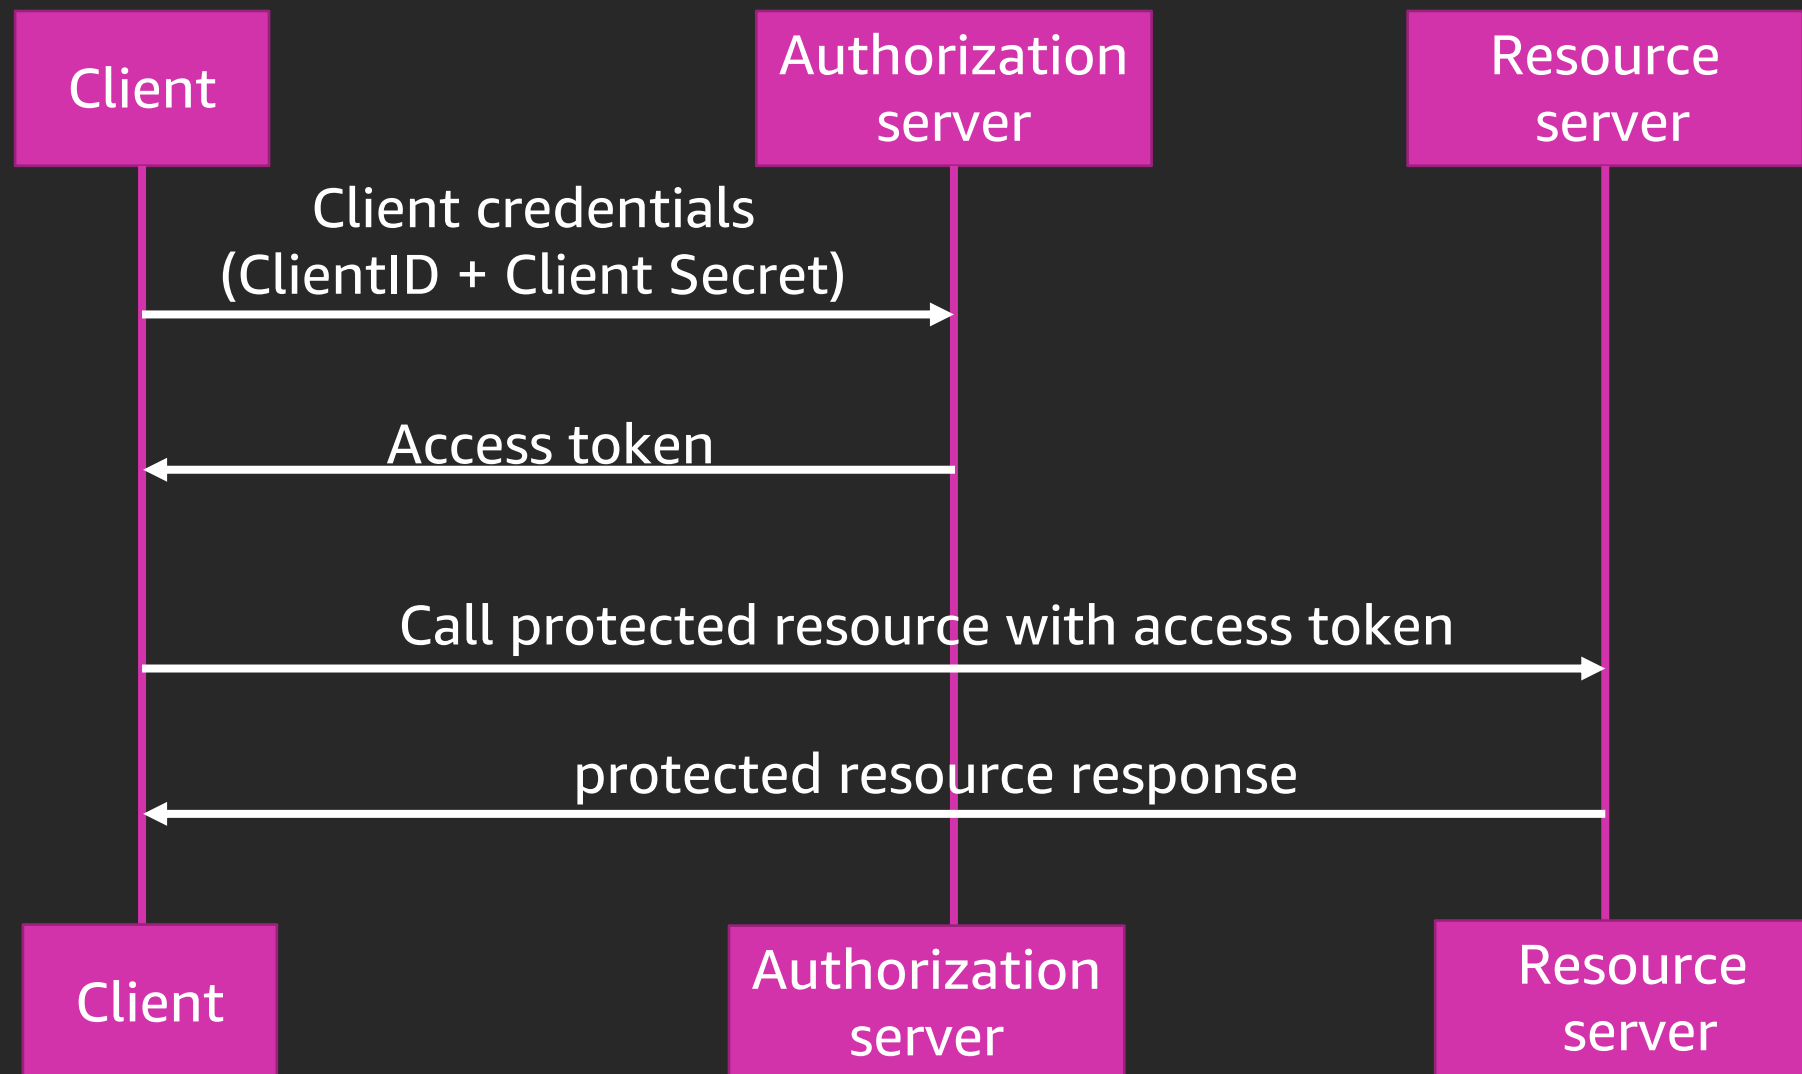 Client
Authorization
server
Resource
server
Client credentials
(ClientID + Client Secret)
Access token
Call protected resource with access token
protected resource response
Client
Authorization
server
Resource
server